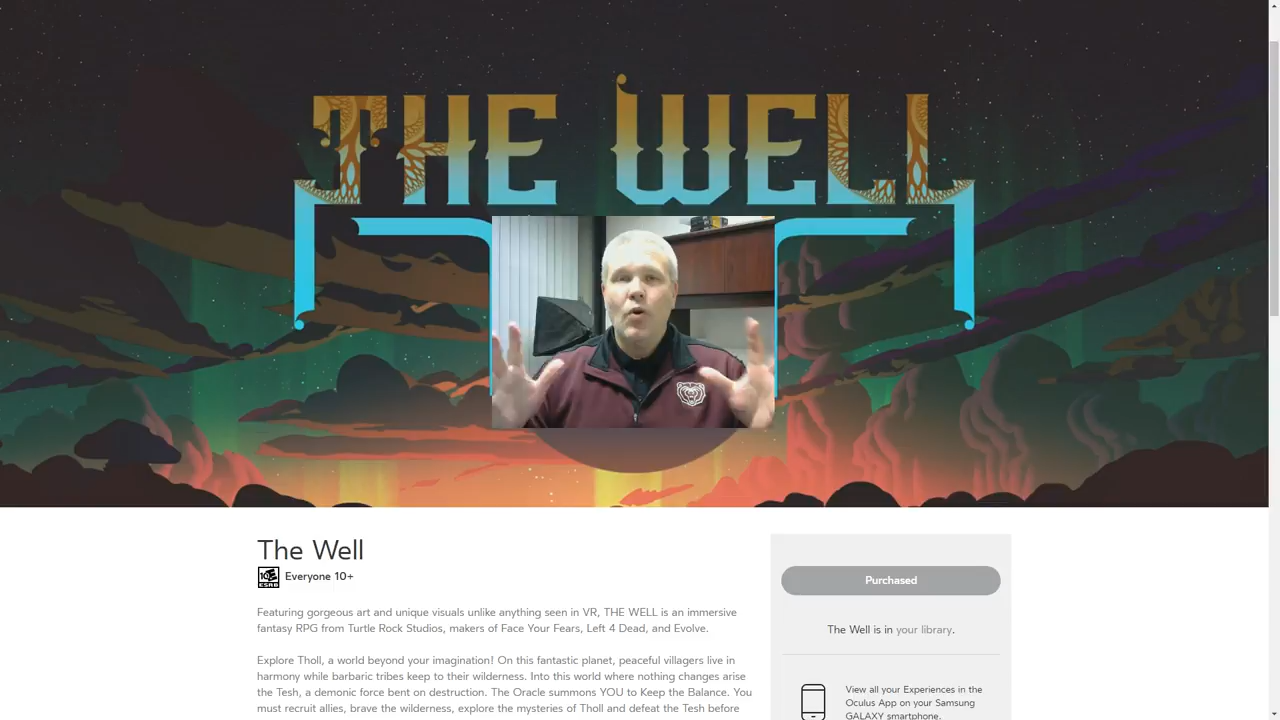 THE WELL
The Well
10+
ESRB
Everyone 10+
Featuring gorgeous art and unique visuals unlike anything seen in VR, THE WELL is an immersive
fantasy RPG from Turtle Rock Studios, makers of Face Your Fears, Left 4 Dead, and Evolve.
Explore Tholl, a world beyond your imagination! On this fantastic planet, peaceful villagers live in
harmony while barbaric tribes keep to their wilderness. Into this world where nothing changes arise
the Tesh, a demonic force bent on destruction. The Oracle summons YOU to Keep the Balance. You
must recruit allies, brave the wilderness, explore the mysteries of Tholl and defeat the Tesh before
Purchased
The Well is in your library.
View all your Experiences in the
Oculus App on your Samsung
GALAXY smartphone.